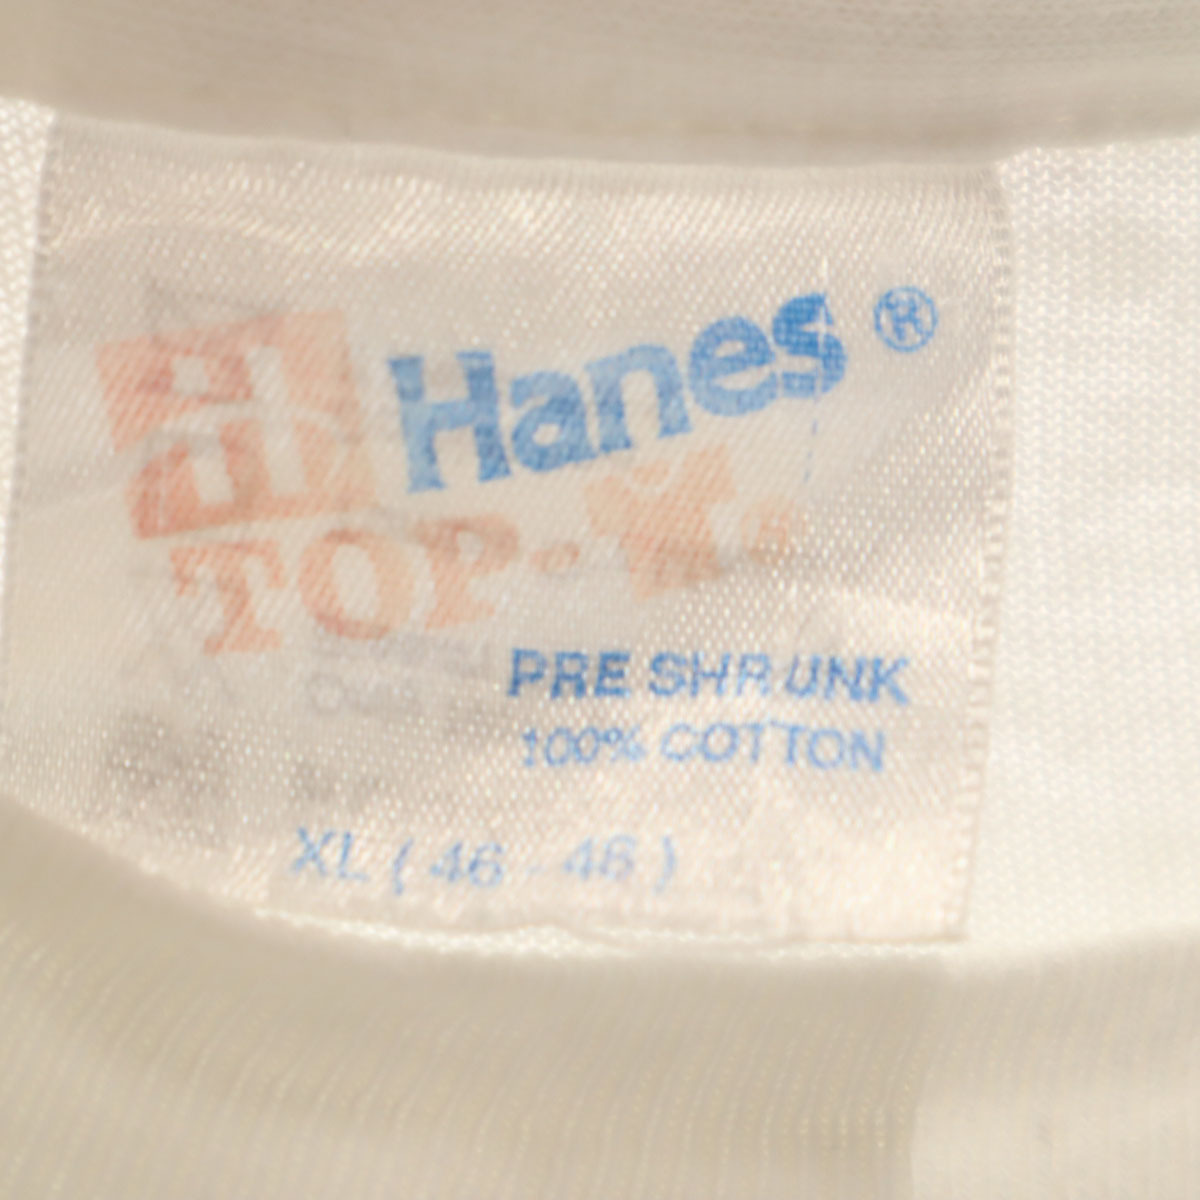 Hanes®
TOP-
PRE SHRUNK
100% COTTON
XL ( 46 - 48 )